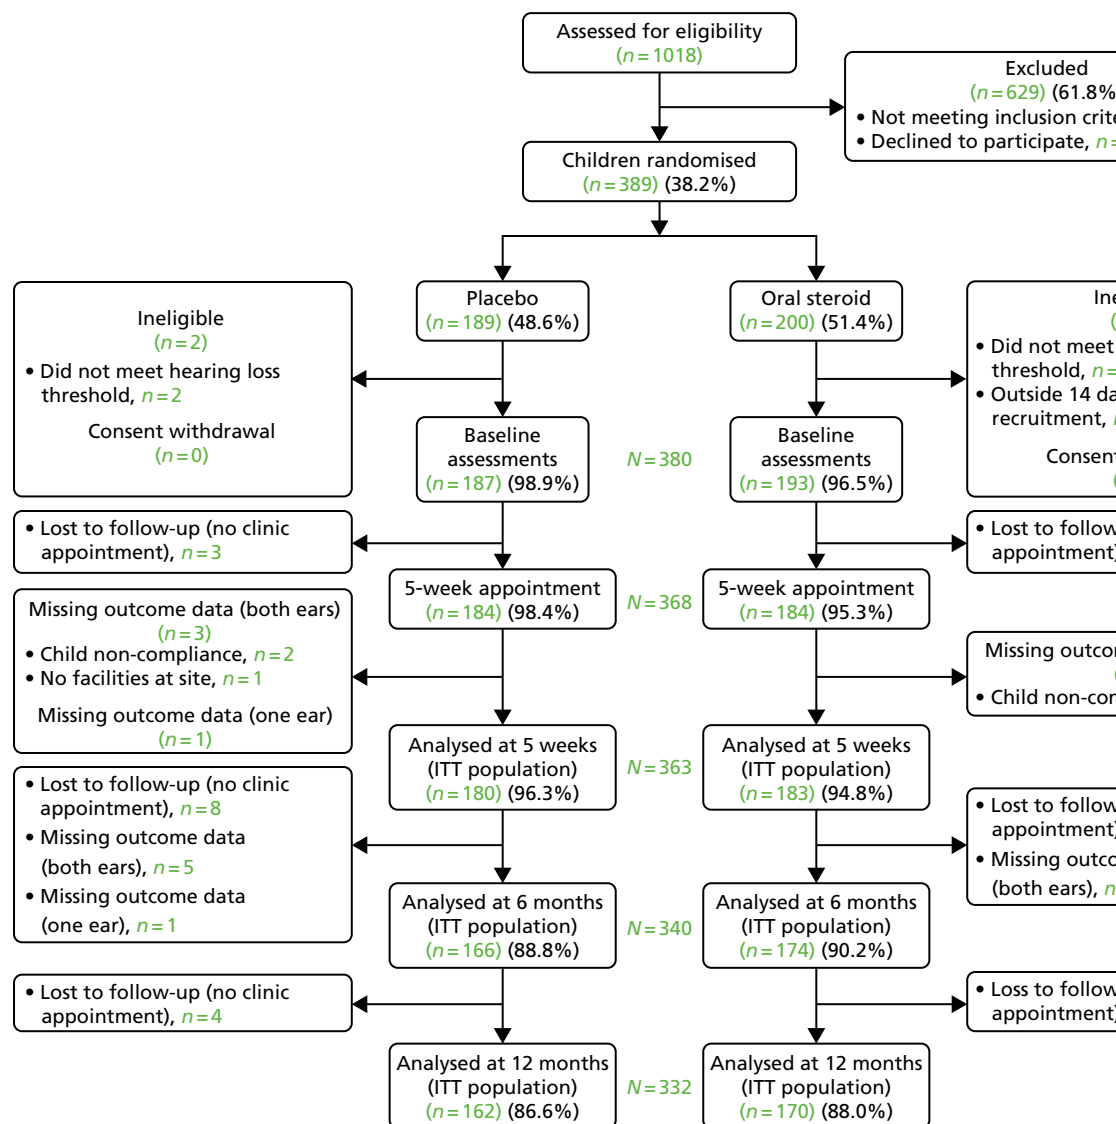 Assessed for eligibility
(n=1018)
Excluded
(n=629) (61.8%
• Not meeting inclusion
• Declined to participate, n=
Children randomised
(n=389) (38.2%)
Placebo
(n=189) (48.6%)
Oral steroid
(n=200) (51.4%)
Ineligible
(n=2)
• Did not meet hearing loss
threshold, n=2
Consent withdrawal
(n=0)
• Did not meet
threshold, n=
• Outside 14
recruitment,
Consent
Baseline
assessments
(n=187) (98.9%)
N=380
Baseline
assessments
(n=193) (96.5%)
• Lost to follow-up (no clinic
appointment), n=3
• Lost to
appointment)
5-week appointment
(n=184) (98.4%)
N=368
5-week appointment
(n=184) (95.3%)
Missing outcome data (both ears)
(n=3)
• Child non-compliance, n=2
• No facilities at site, n=1
Missing outcome data (one ear)
(n=1)
Missing
• Child
Analysed at 5 weeks
(ITT population)
(n=180) (96.3%)
N=363
Analysed at 5 weeks
(ITT population)
(n=183) (94.8%)
• Lost to follow-up (no clinic
appointment), n=8
• Missing outcome data
(both ears), n=5
• Missing outcome data
(one ear), n=1
• Lost to
appointment)
• Missing
(both ears), n
Analysed at 6 months
(ITT population)
(n=166) (88.8%)
N=340
Analysed at 6 months
(ITT population)
(n=174) (90.2%)
• Lost to follow-up (no clinic
appointment), n=4
• Loss to
appointment)
Analysed at 12 months
(ITT population)
(n=162) (86.6%)
N=332
Analysed at 12 months
(ITT population)
(n=170) (88.0%)